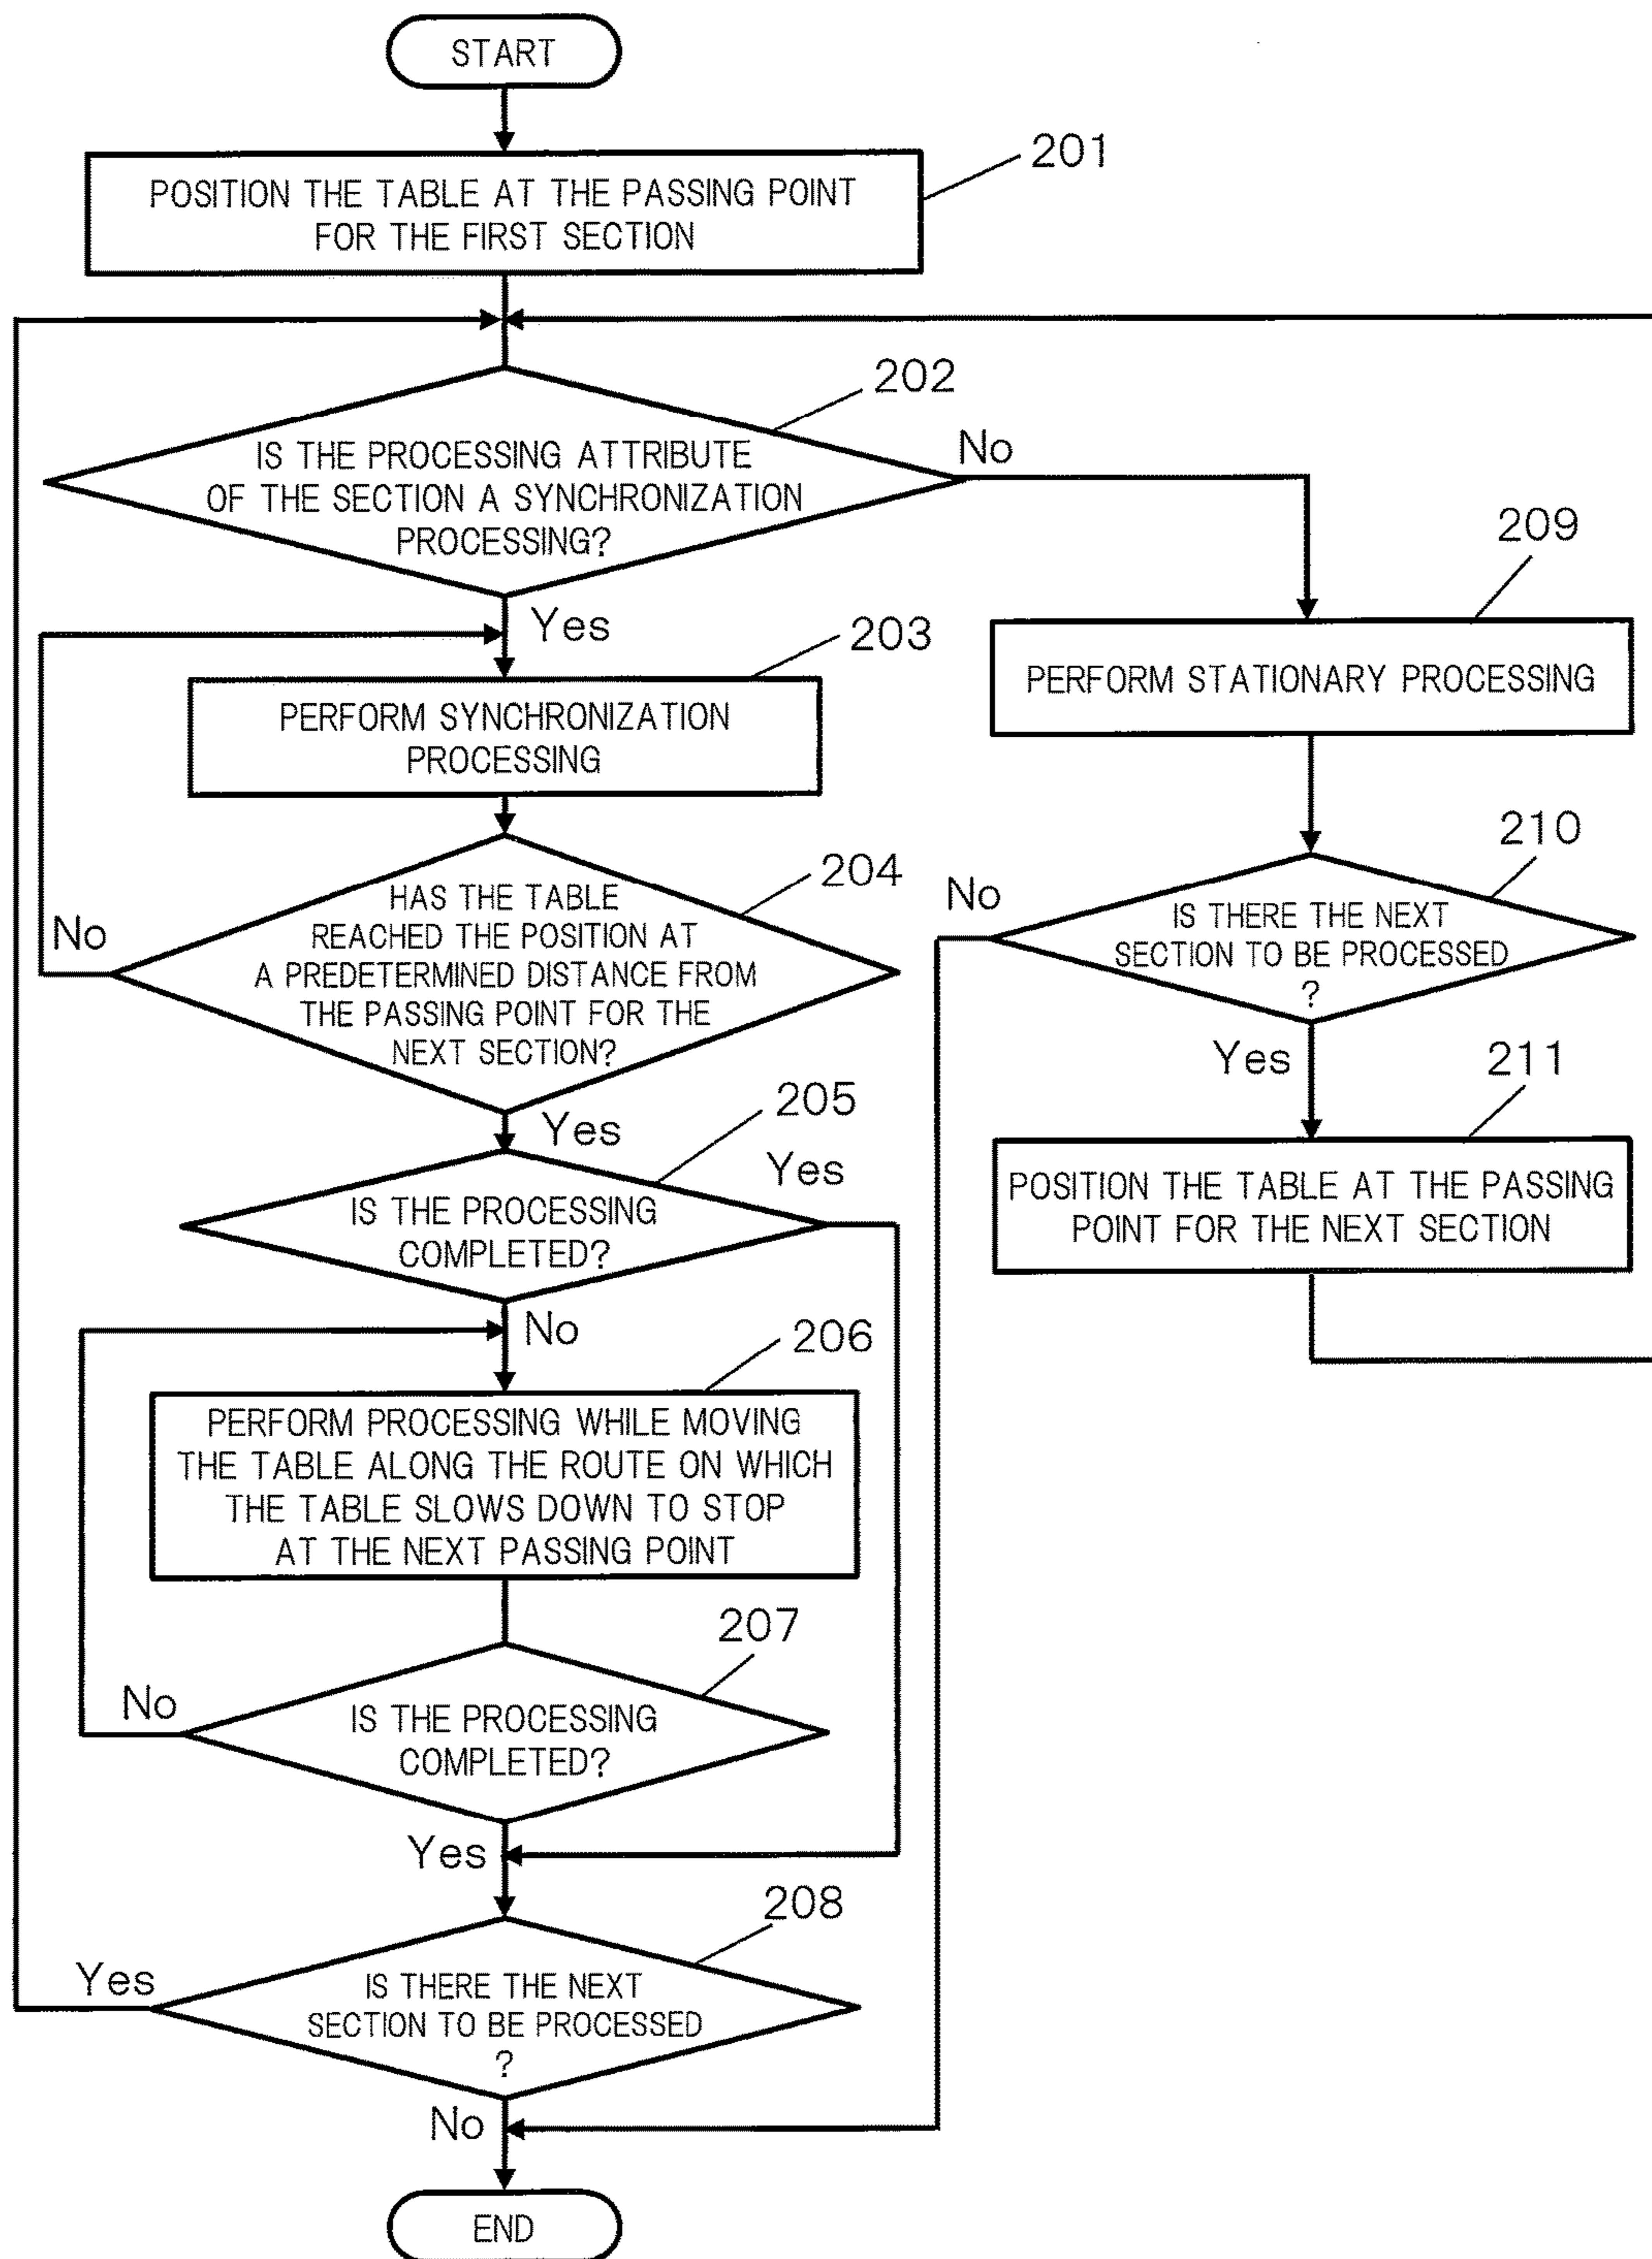 START
201
POSITION THE TABLE AT THE PASSING POINT
FOR THE FIRST SECTION
202
IS THE PROCESSING ATTRIBUTE
OF THE SECTION A SYNCHRONIZATION
PROCESSING?
No
Yes
203
PERFORM SYNCHRONIZATION
PROCESSING
204
HAS THE TABLE
REACHED THE POSITION AT
A PREDETERMINED DISTANCE FROM
THE PASSING POINT FOR THE
NEXT SECTION?
No
Yes
205
Yes
IS THE PROCESSING
COMPLETED?
No
206
PERFORM PROCESSING WHILE MOVING
THE TABLE ALONG THE ROUTE ON WHICH
THE TABLE SLOWS DOWN TO STOP
AT THE NEXT PASSING POINT
207
No
IS THE PROCESSING
COMPLETED?
Yes
208
Yes
IS THERE THE NEXT
SECTION TO BE PROCESSED
?
No
END
209
PERFORM STATIONARY PROCESSING
210
No
IS THERE THE NEXT
SECTION TO BE PROCESSED
?
Yes
211
POSITION THE TABLE AT THE PASSING
POINT FOR THE NEXT SECTION